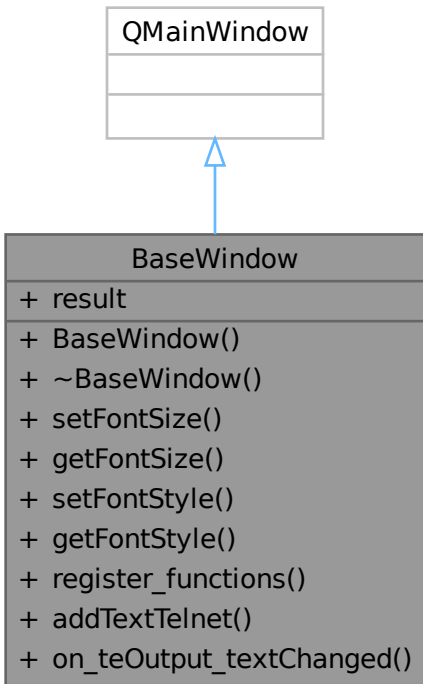 QMainWindow
BaseWindow
+ result
+ BaseWindow()
+ ~BaseWindow()
+ setFontSize()
+ getFontSize()
+ setFontStyle()
+ getFontStyle()
+ register_functions()
+ addTextTelnet()
+ on_teOutput_textChanged()